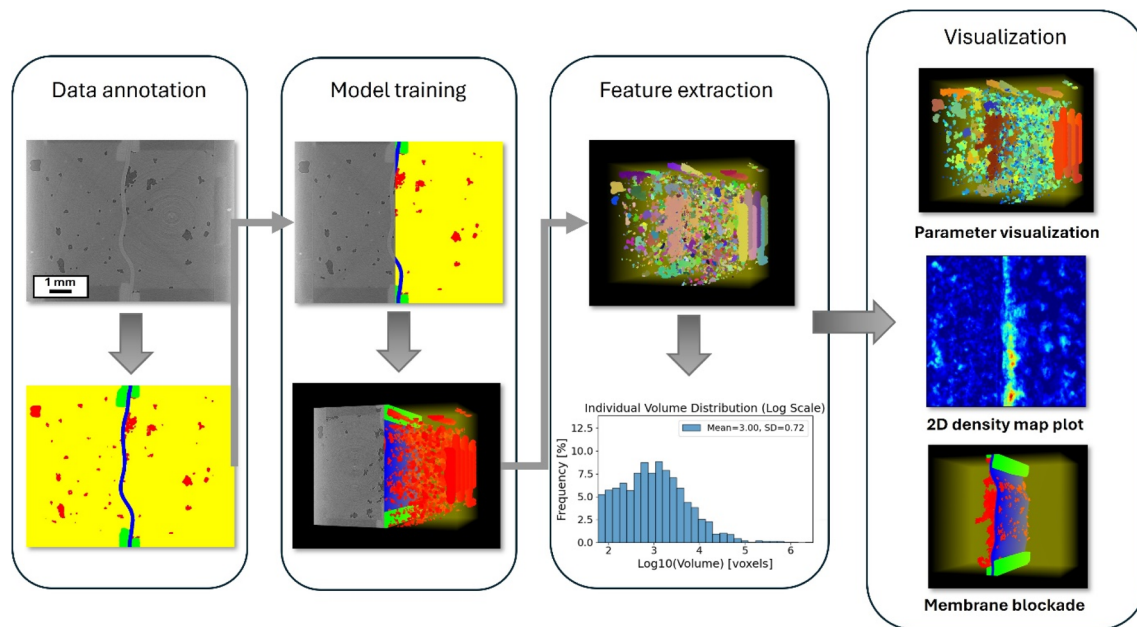 Data annotation
1 mm
Model training
Feature extraction
Individual Volume Distribution (Log Scale)
Mean=3.00, SD=0.72
Frequency [%]
12.5
10.0
7.5
5.0
2.5
0.0
2 3 4 5 6
Log10(Volume) [voxels]
Visualization
Parameter visualization
2D density map plot
Membrane blockade